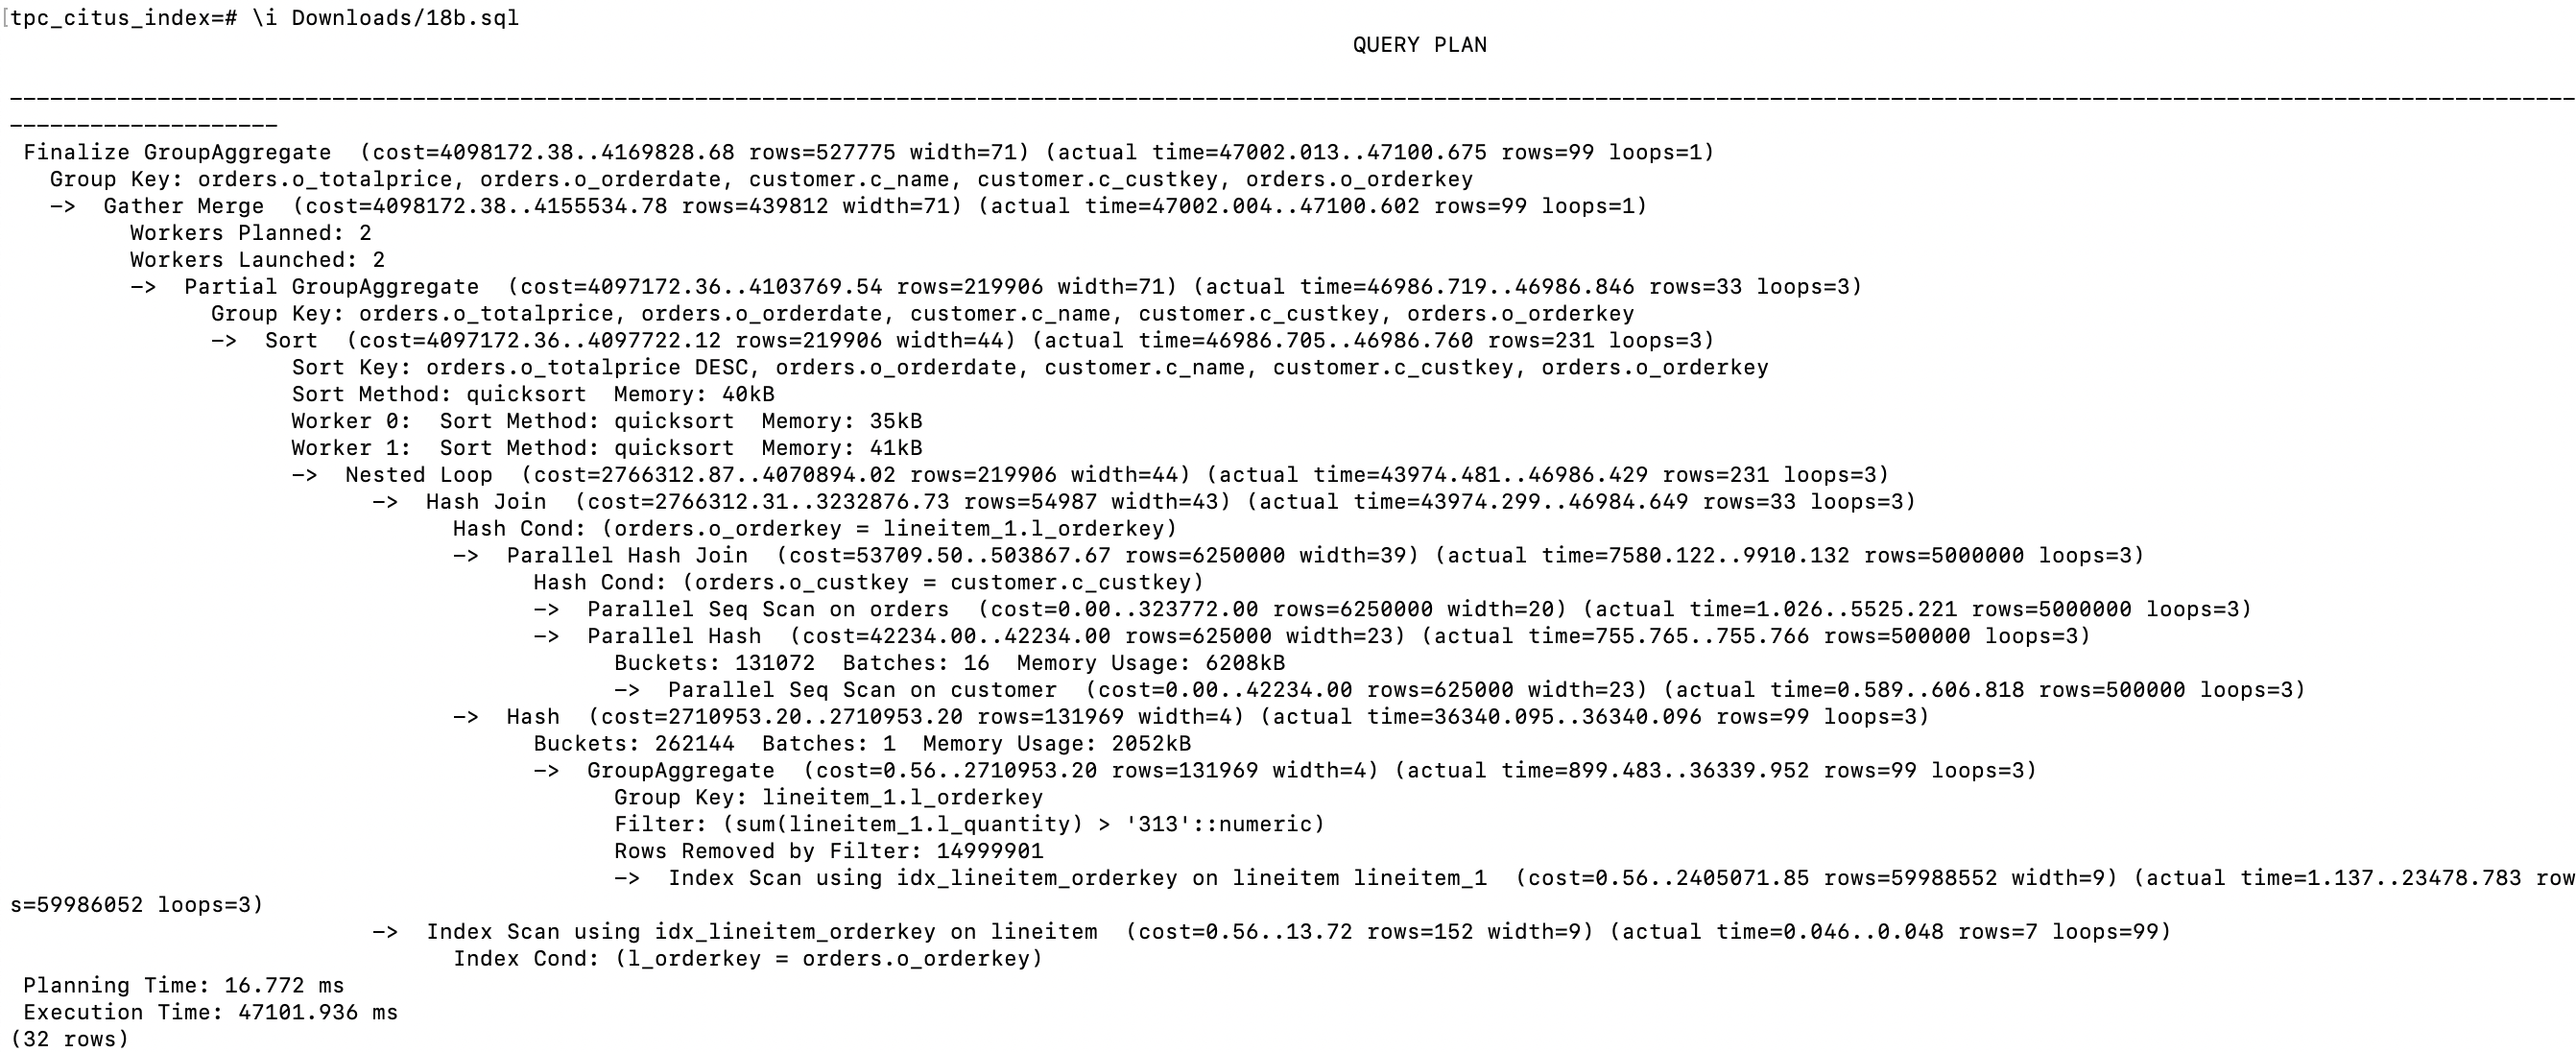 [tpc_citus_index=# \i Downloads/18b.sql
QUERY PLAN
---------------------------------------------------------------------------------------------------------------------------------------------------------------------------------------------------
--------------------
Finalize GroupAggregate  (cost=4098172.38..4169828.68 rows=527775 width=71) (actual time=47002.013..47100.675 rows=99 loops=1)
Group Key: orders.o_totalprice, orders.o_orderdate, customer.c_name, customer.c_custkey, orders.o_orderkey
->  Gather Merge  (cost=4098172.38..4155534.78 rows=439812 width=71) (actual time=47002.004..47100.602 rows=99 loops=1)
Workers Planned: 2
Workers Launched: 2
->  Partial GroupAggregate  (cost=4097172.36..4103769.54 rows=219906 width=71) (actual time=46986.719..46986.846 rows=33 loops=3)
Group Key: orders.o_totalprice, orders.o_orderdate, customer.c_name, customer.c_custkey, orders.o_orderkey
->  Sort  (cost=4097172.36..4097722.12 rows=219906 width=44) (actual time=46986.705..46986.760 rows=231 loops=3)
Sort Key: orders.o_totalprice DESC, orders.o_orderdate, customer.c_name, customer.c_custkey, orders.o_orderkey
Sort Method: quicksort  Memory: 40kB
Worker 0:  Sort Method: quicksort  Memory: 35kB
Worker 1:  Sort Method: quicksort  Memory: 41kB
->  Nested Loop  (cost=2766312.87..4070894.02 rows=219906 width=44) (actual time=43974.481..46986.429 rows=231 loops=3)
->  Hash Join  (cost=2766312.31..3232876.73 rows=54987 width=43) (actual time=43974.299..46984.649 rows=33 loops=3)
Hash Cond: (orders.o_orderkey = lineitem_1.l_orderkey)
->  Parallel Hash Join  (cost=53709.50..503867.67 rows=6250000 width=39) (actual time=7580.122..9910.132 rows=5000000 loops=3)
Hash Cond: (orders.o_custkey = customer.c_custkey)
->  Parallel Seq Scan on orders  (cost=0.00..323772.00 rows=6250000 width=20) (actual time=1.026..5525.221 rows=5000000 loops=3)
->  Parallel Hash  (cost=42234.00..42234.00 rows=625000 width=23) (actual time=755.765..755.766 rows=500000 loops=3)
Buckets: 131072  Batches: 16  Memory Usage: 6208kB
->  Parallel Seq Scan on customer  (cost=0.00..42234.00 rows=625000 width=23) (actual time=0.589..606.818 rows=500000 loops=3)
->  Hash  (cost=2710953.20..2710953.20 rows=131969 width=4) (actual time=36340.095..36340.096 rows=99 loops=3)
Buckets: 262144  Batches: 1  Memory Usage: 2052kB
->  GroupAggregate  (cost=0.56..2710953.20 rows=131969 width=4) (actual time=899.483..36339.952 rows=99 loops=3)
Group Key: lineitem_1.l_orderkey
Filter: (sum(lineitem_1.l_quantity) > '313'::numeric)
Rows Removed by Filter: 14999901
->  Index Scan using idx_lineitem_orderkey on lineitem lineitem_1  (cost=0.56..2405071.85 rows=59988552 width=9) (actual time=1.137..23478.783 row
s=59986052 loops=3)
->  Index Scan using idx_lineitem_orderkey on lineitem  (cost=0.56..13.72 rows=152 width=9) (actual time=0.046..0.048 rows=7 loops=99)
Index Cond: (l_orderkey = orders.o_orderkey)
Planning Time: 16.772 ms
Execution Time: 47101.936 ms
(32 rows)